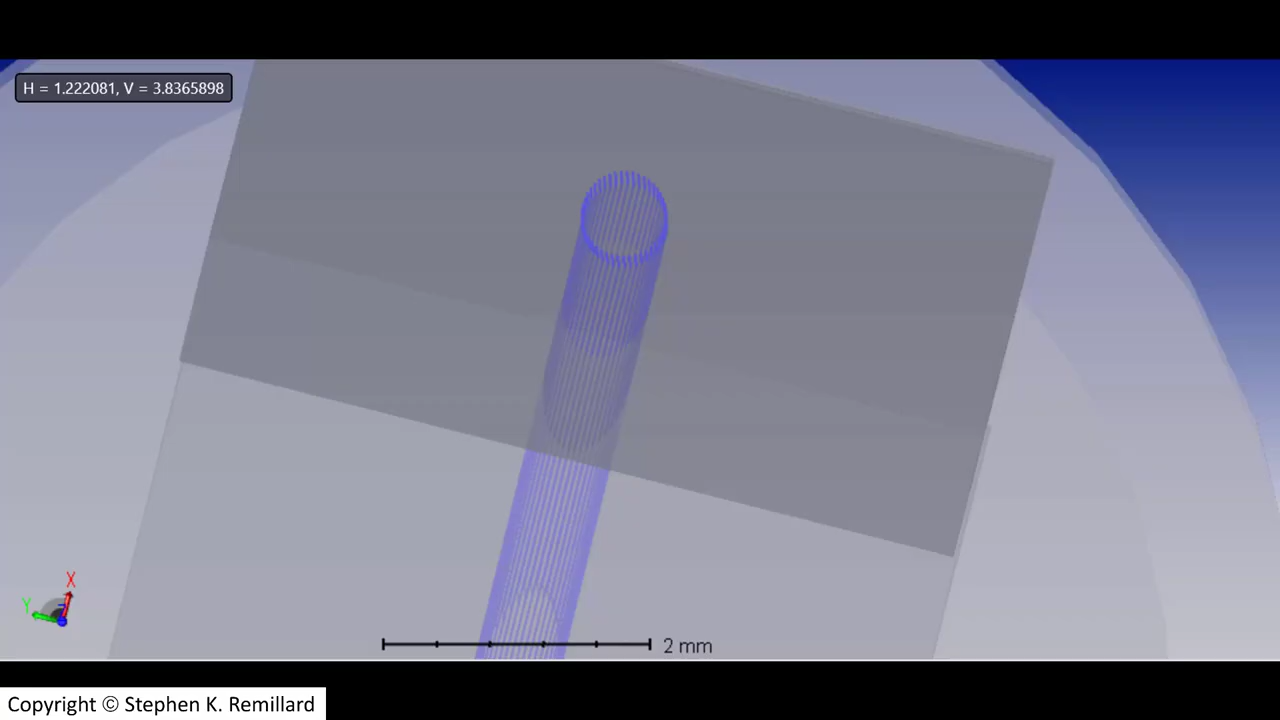 H = 1.222081, V = 3.8365898
X
Y
2 mm
Copyright © Stephen K. Remillard